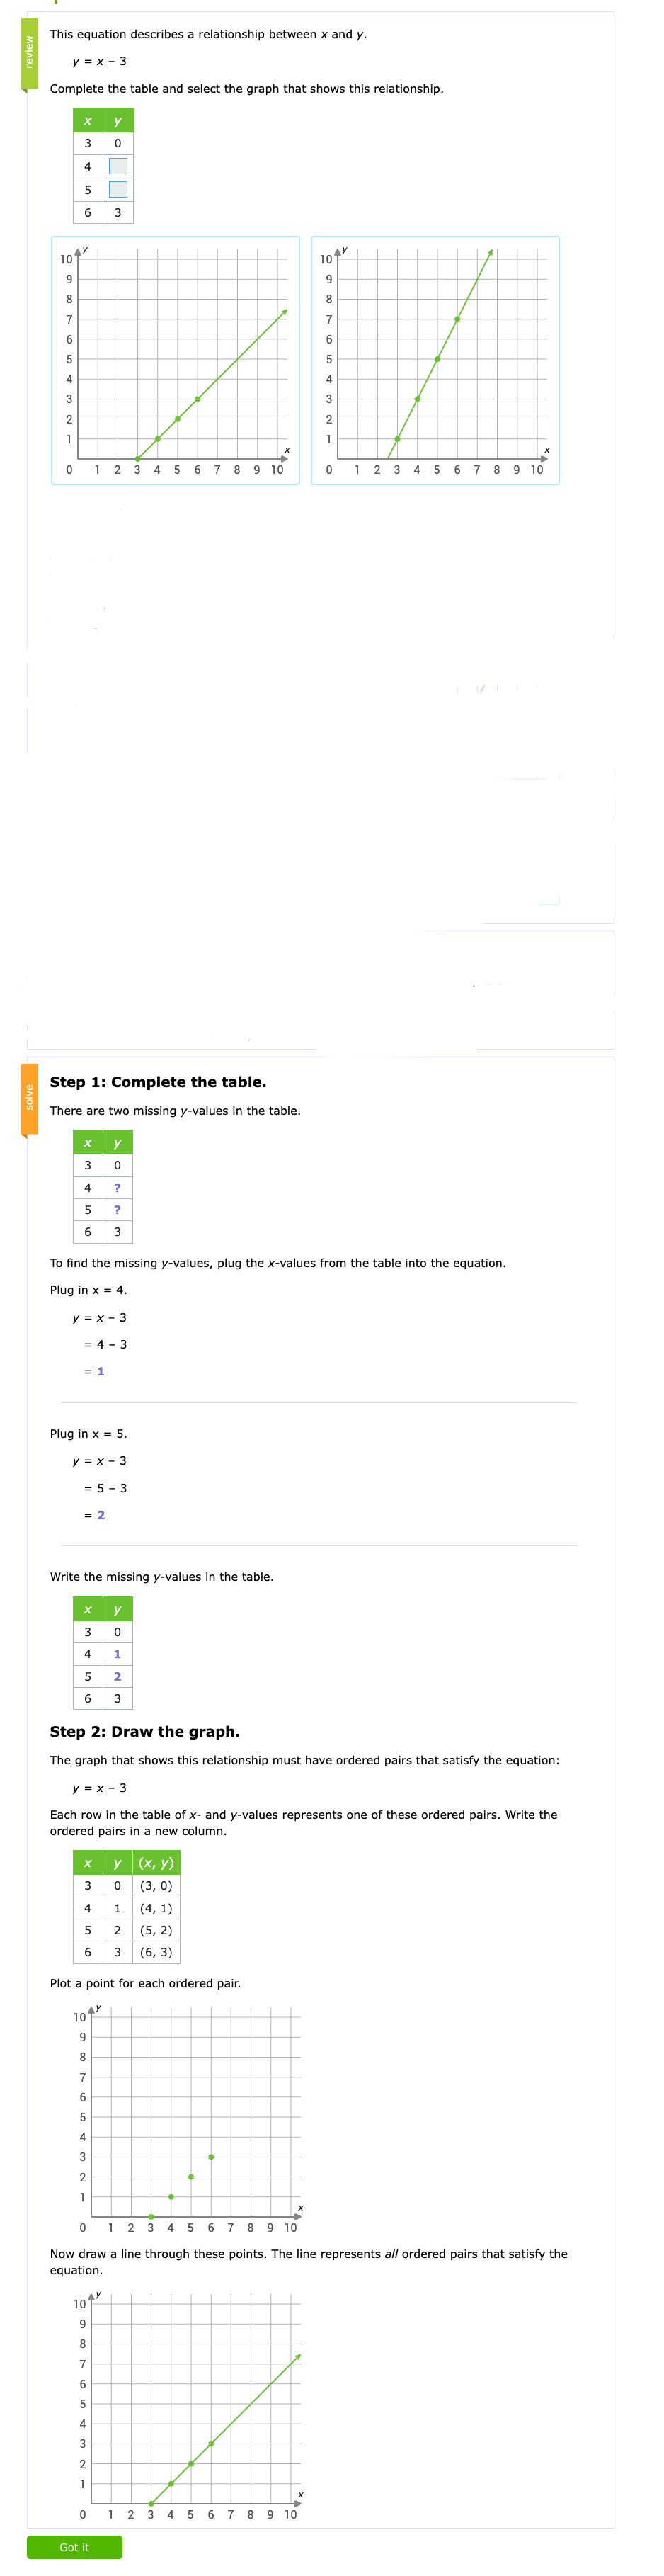 review
This equation describes a relationship between x and y.
y = x – 3
Complete the table and select the graph that shows this relationship.
x y
3 0
4
5
6 3
y
10
9
8
7
6
5
4
3
2
1
x
0 1 2 3 4 5 6 7 8 9 10
y
10
9
8
7
6
5
4
3
2
1
x
0 1 2 3 4 5 6 7 8 9 10
solve
Step 1: Complete the table.
There are two missing y-values in the table.
x y
3 0
4 ?
5 ?
6 3
To find the missing y-values, plug the x-values from the table into the equation.
Plug in x = 4.
y = x – 3
= 4 – 3
= 1
Plug in x = 5.
y = x – 3
= 5 – 3
= 2
Write the missing y-values in the table.
x y
3 0
4 1
5 2
6 3
Step 2: Draw the graph.
The graph that shows this relationship must have ordered pairs that satisfy the equation:
y = x – 3
Each row in the table of x- and y-values represents one of these ordered pairs. Write the
ordered pairs in a new column.
x y (x, y)
3 0 (3, 0)
4 1 (4, 1)
5 2 (5, 2)
6 3 (6, 3)
Plot a point for each ordered pair.
y
10
9
8
7
6
5
4
3
2
1
x
0 1 2 3 4 5 6 7 8 9 10
Now draw a line through these points. The line represents all ordered pairs that satisfy the
equation.
y
10
9
8
7
6
5
4
3
2
1
x
0 1 2 3 4 5 6 7 8 9 10
Got it